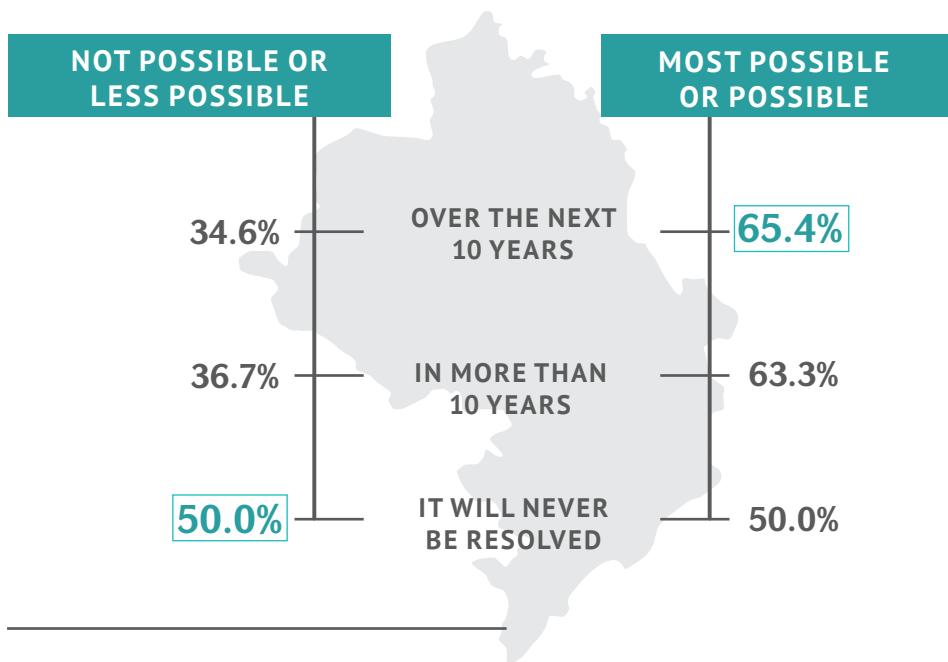 NOT POSSIBLE OR
LESS POSSIBLE
MOST POSSIBLE
OR POSSIBLE
34.6%
OVER THE NEXT
10 YEARS
65.4%
36.7%
IN MORE THAN
10 YEARS
63.3%
50.0%
IT WILL NEVER
BE RESOLVED
50.0%